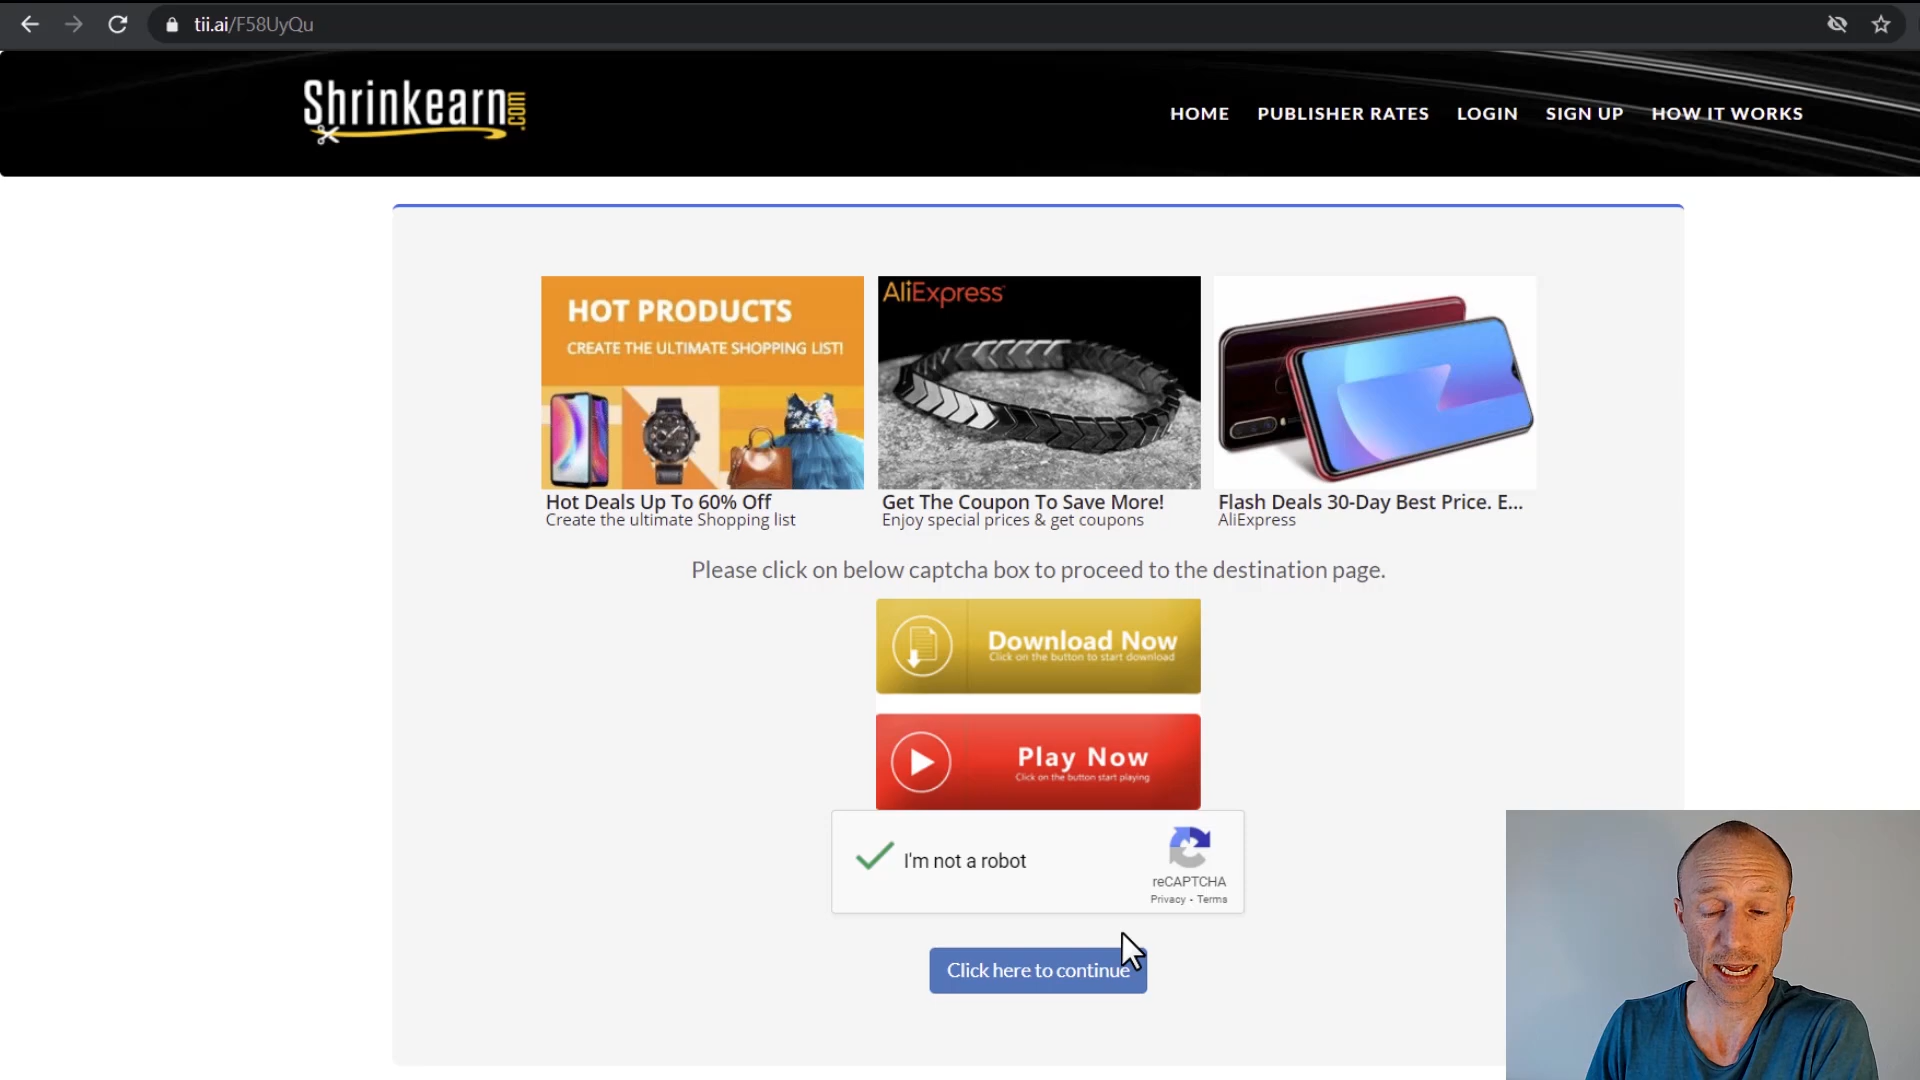 tii.ai/F58UyQu
Shrinkearn.com
HOME PUBLISHER RATES LOGIN SIGN UP HOW IT WORKS
HOT PRODUCTS
CREATE THE ULTIMATE SHOPPING LIST!
AliExpress
Hot Deals Up To 60% Off
Create the ultimate Shopping list
Get The Coupon To Save More!
Enjoy special prices & get coupons
Flash Deals 30-Day Best Price. E...
AliExpress
Please click on below captcha box to proceed to the destination page.
Download Now
Click on the button to start download
Play Now
Click on the button start playing
I'm not a robot
reCAPTCHA
Privacy - Terms
Click here to continue